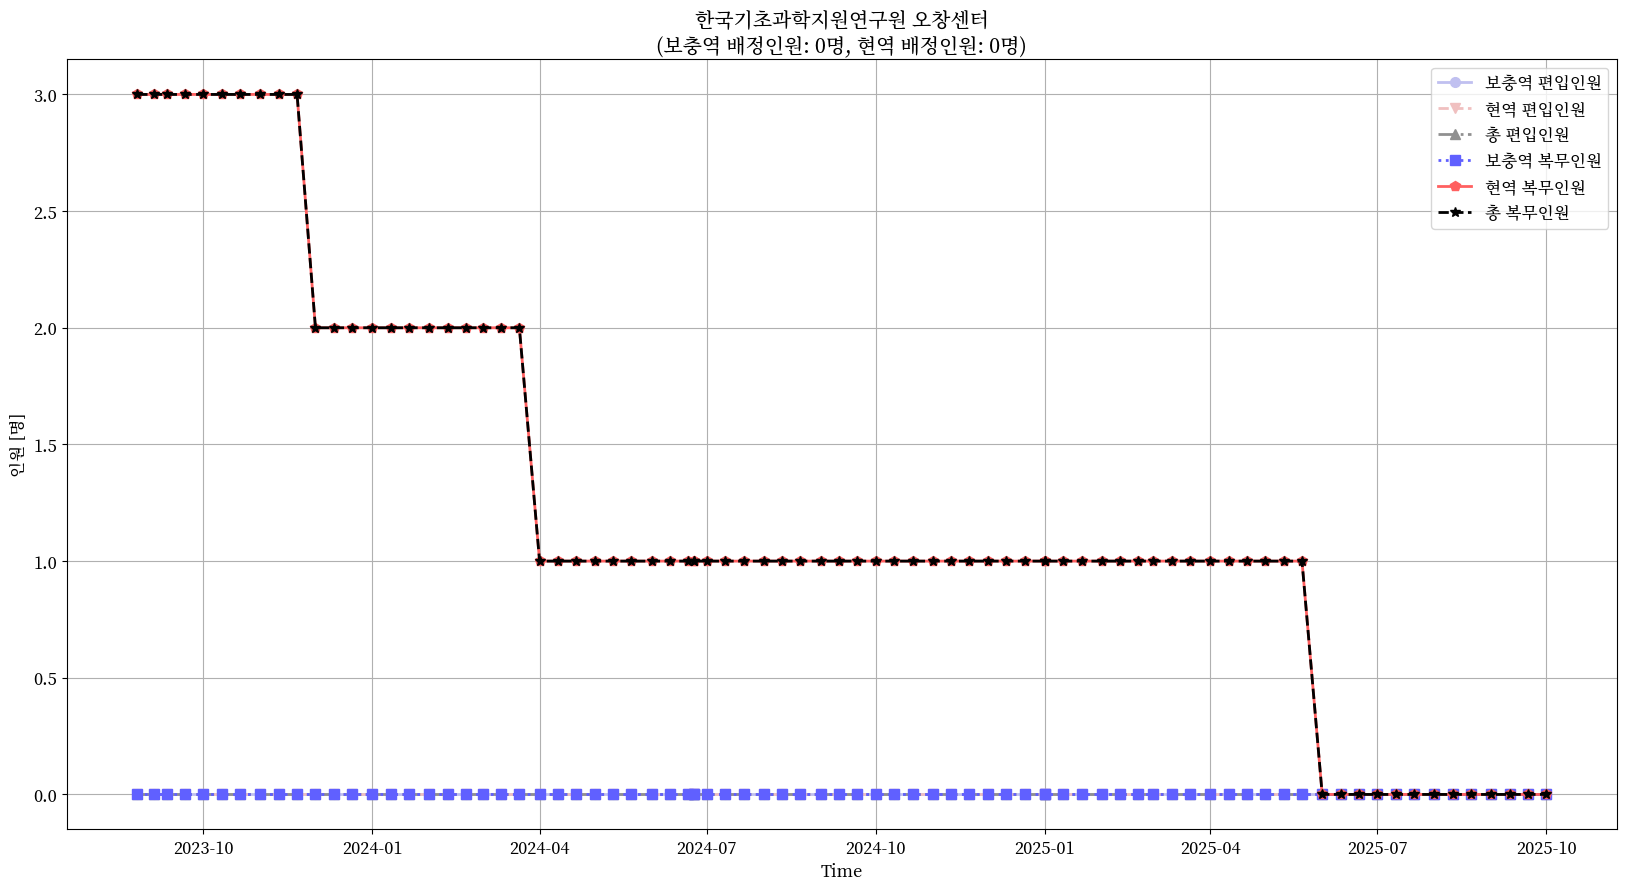 한국기초과학지원연구원 오창센터
(보충역 배정인원: 0명, 현역 배정인원: 0명)
보충역 편입인원
현역 편입인원
총 편입인원
보충역 복무인원
현역 복무인원
총 복무인원
인원 [명]
3.0
2.5
2.0
1.5
1.0
0.5
0.0
2023-10
2024-01
2024-04
2024-07
2024-10
2025-01
2025-04
2025-07
2025-10
Time